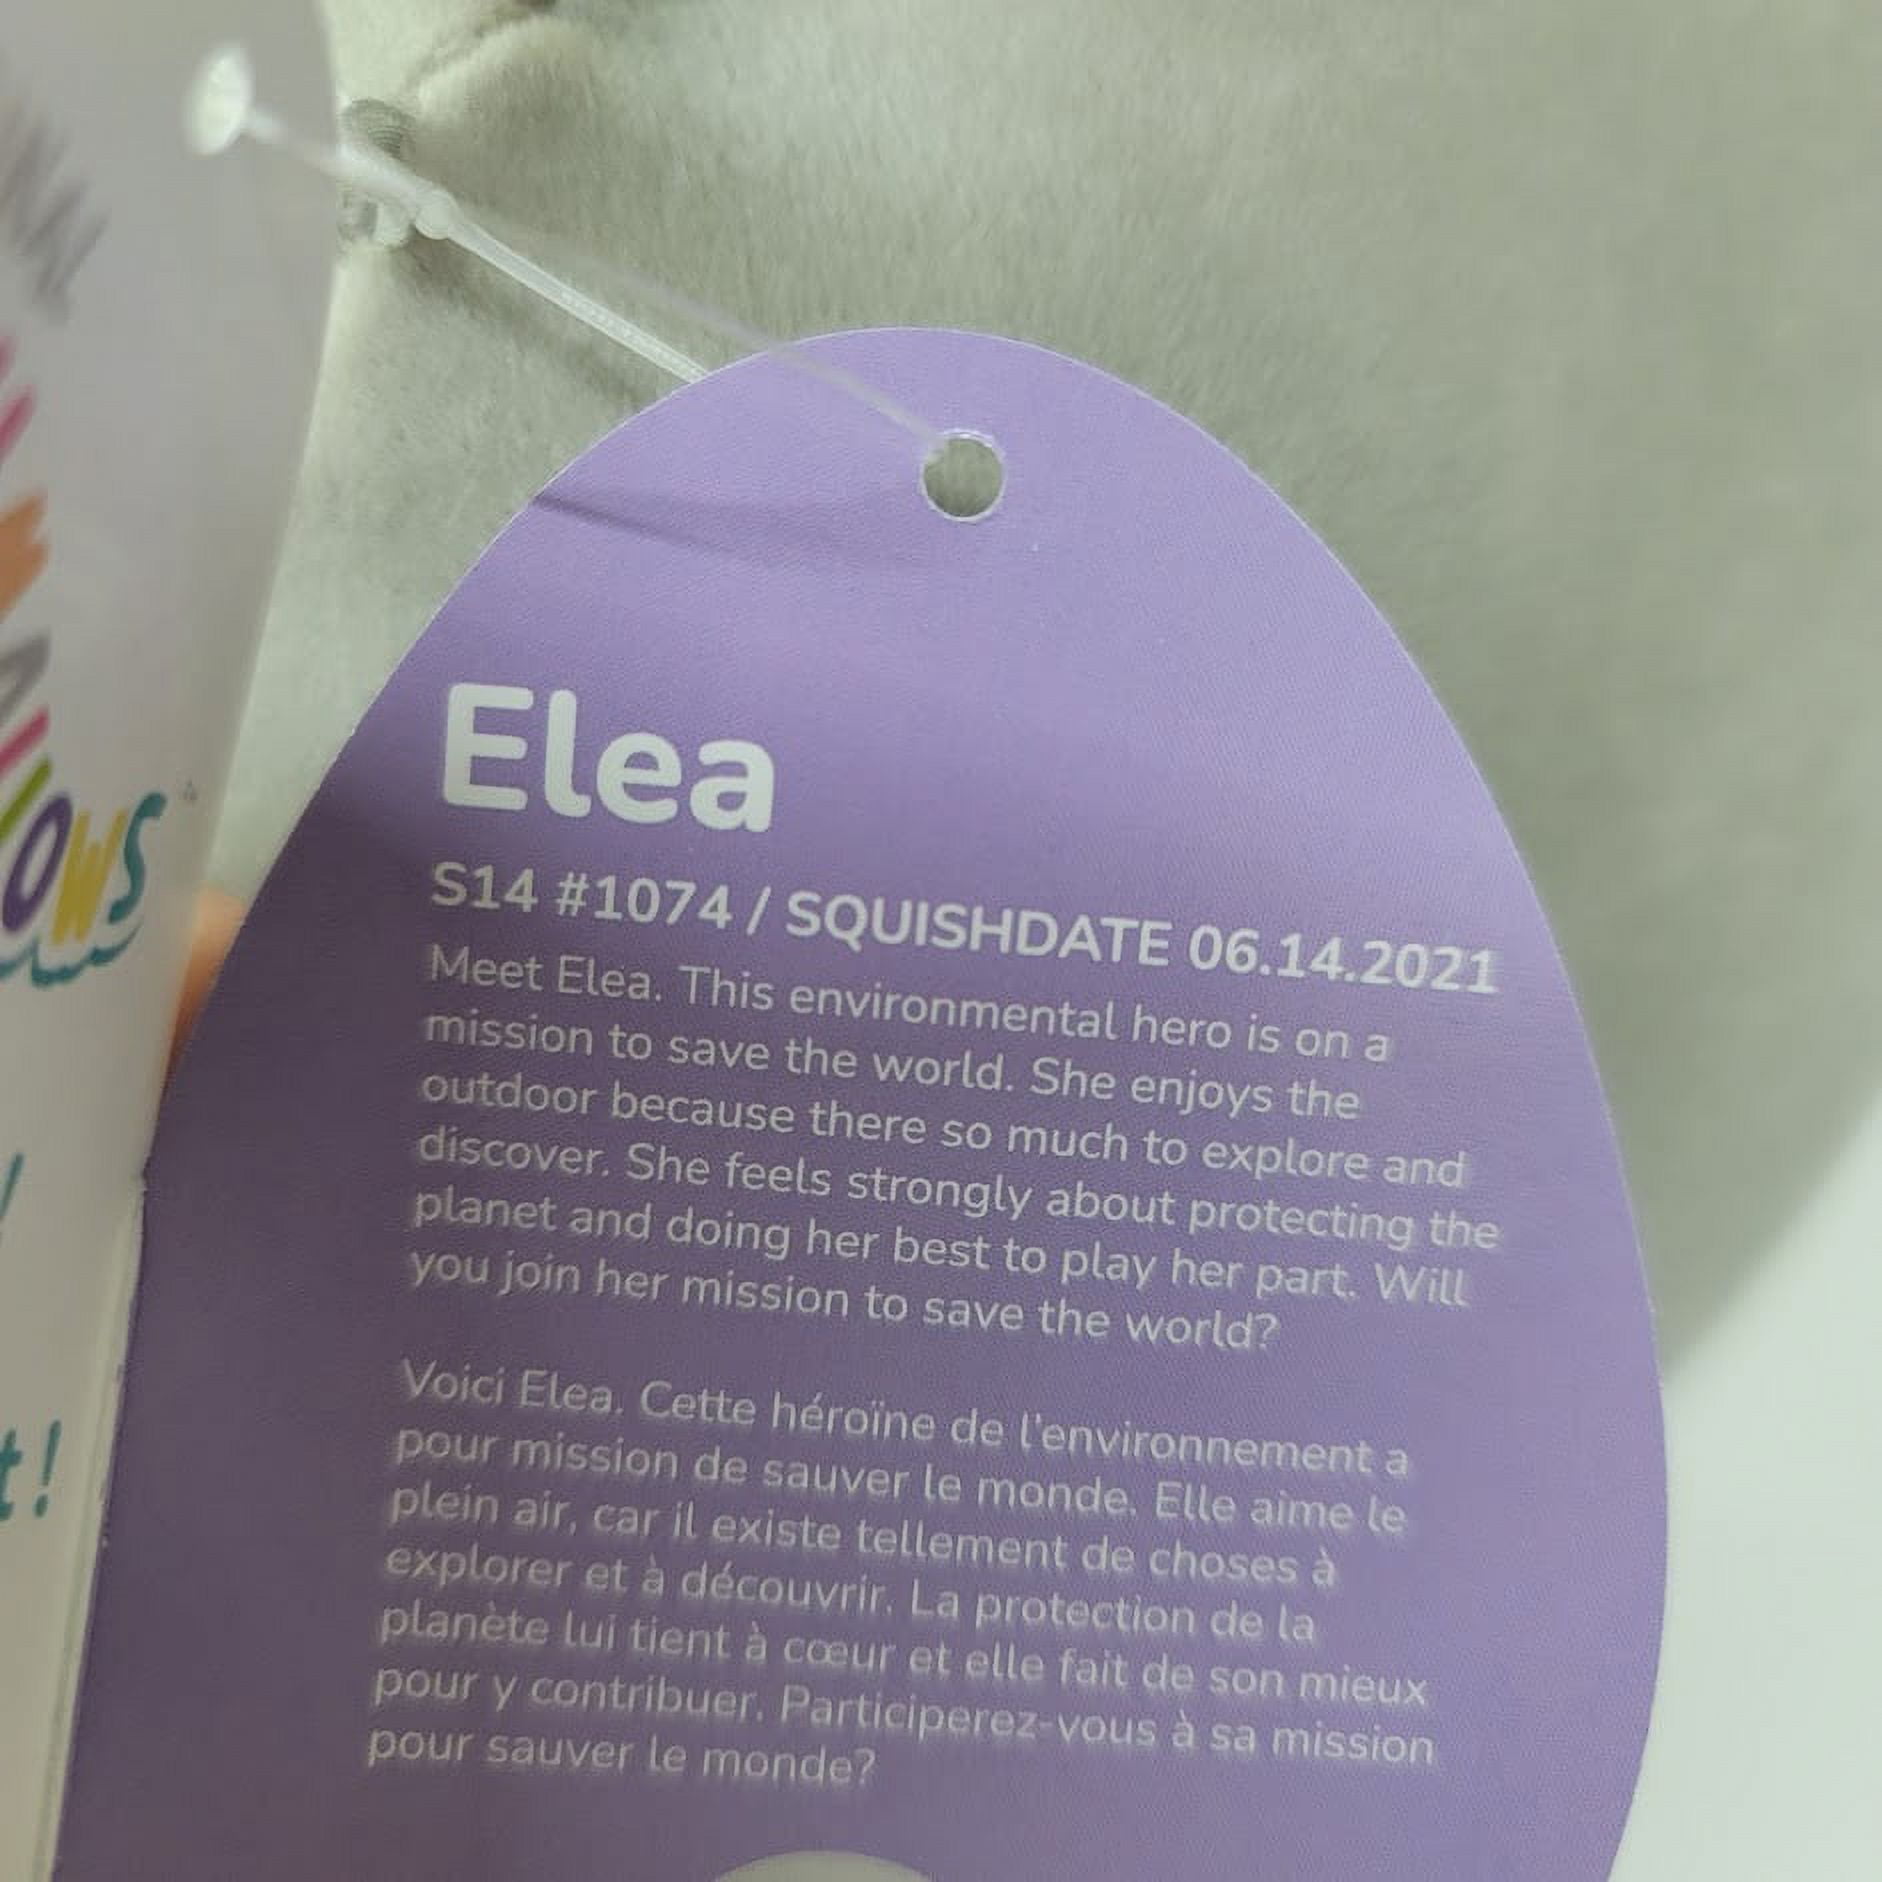 Elea
S14 #1074 / SQUISHDATE 06.14.2021
Meet Elea. This environmental hero is on a
mission to save the world. She enjoys the
outdoor because there so much to explore and
discover. She feels strongly about protecting the
planet and doing her best to play her part. Will
you join her mission to save the world?
Voici Elea. Cette héroïne de l'environnement a
pour mission de sauver le monde. Elle aime le
plein air, car il existe tellement de choses à
explorer et à découvrir. La protection de la
planète lui tient à cœur et elle fait de son mieux
pour y contribuer. Participerez-vous à sa mission
pour sauver le monde?